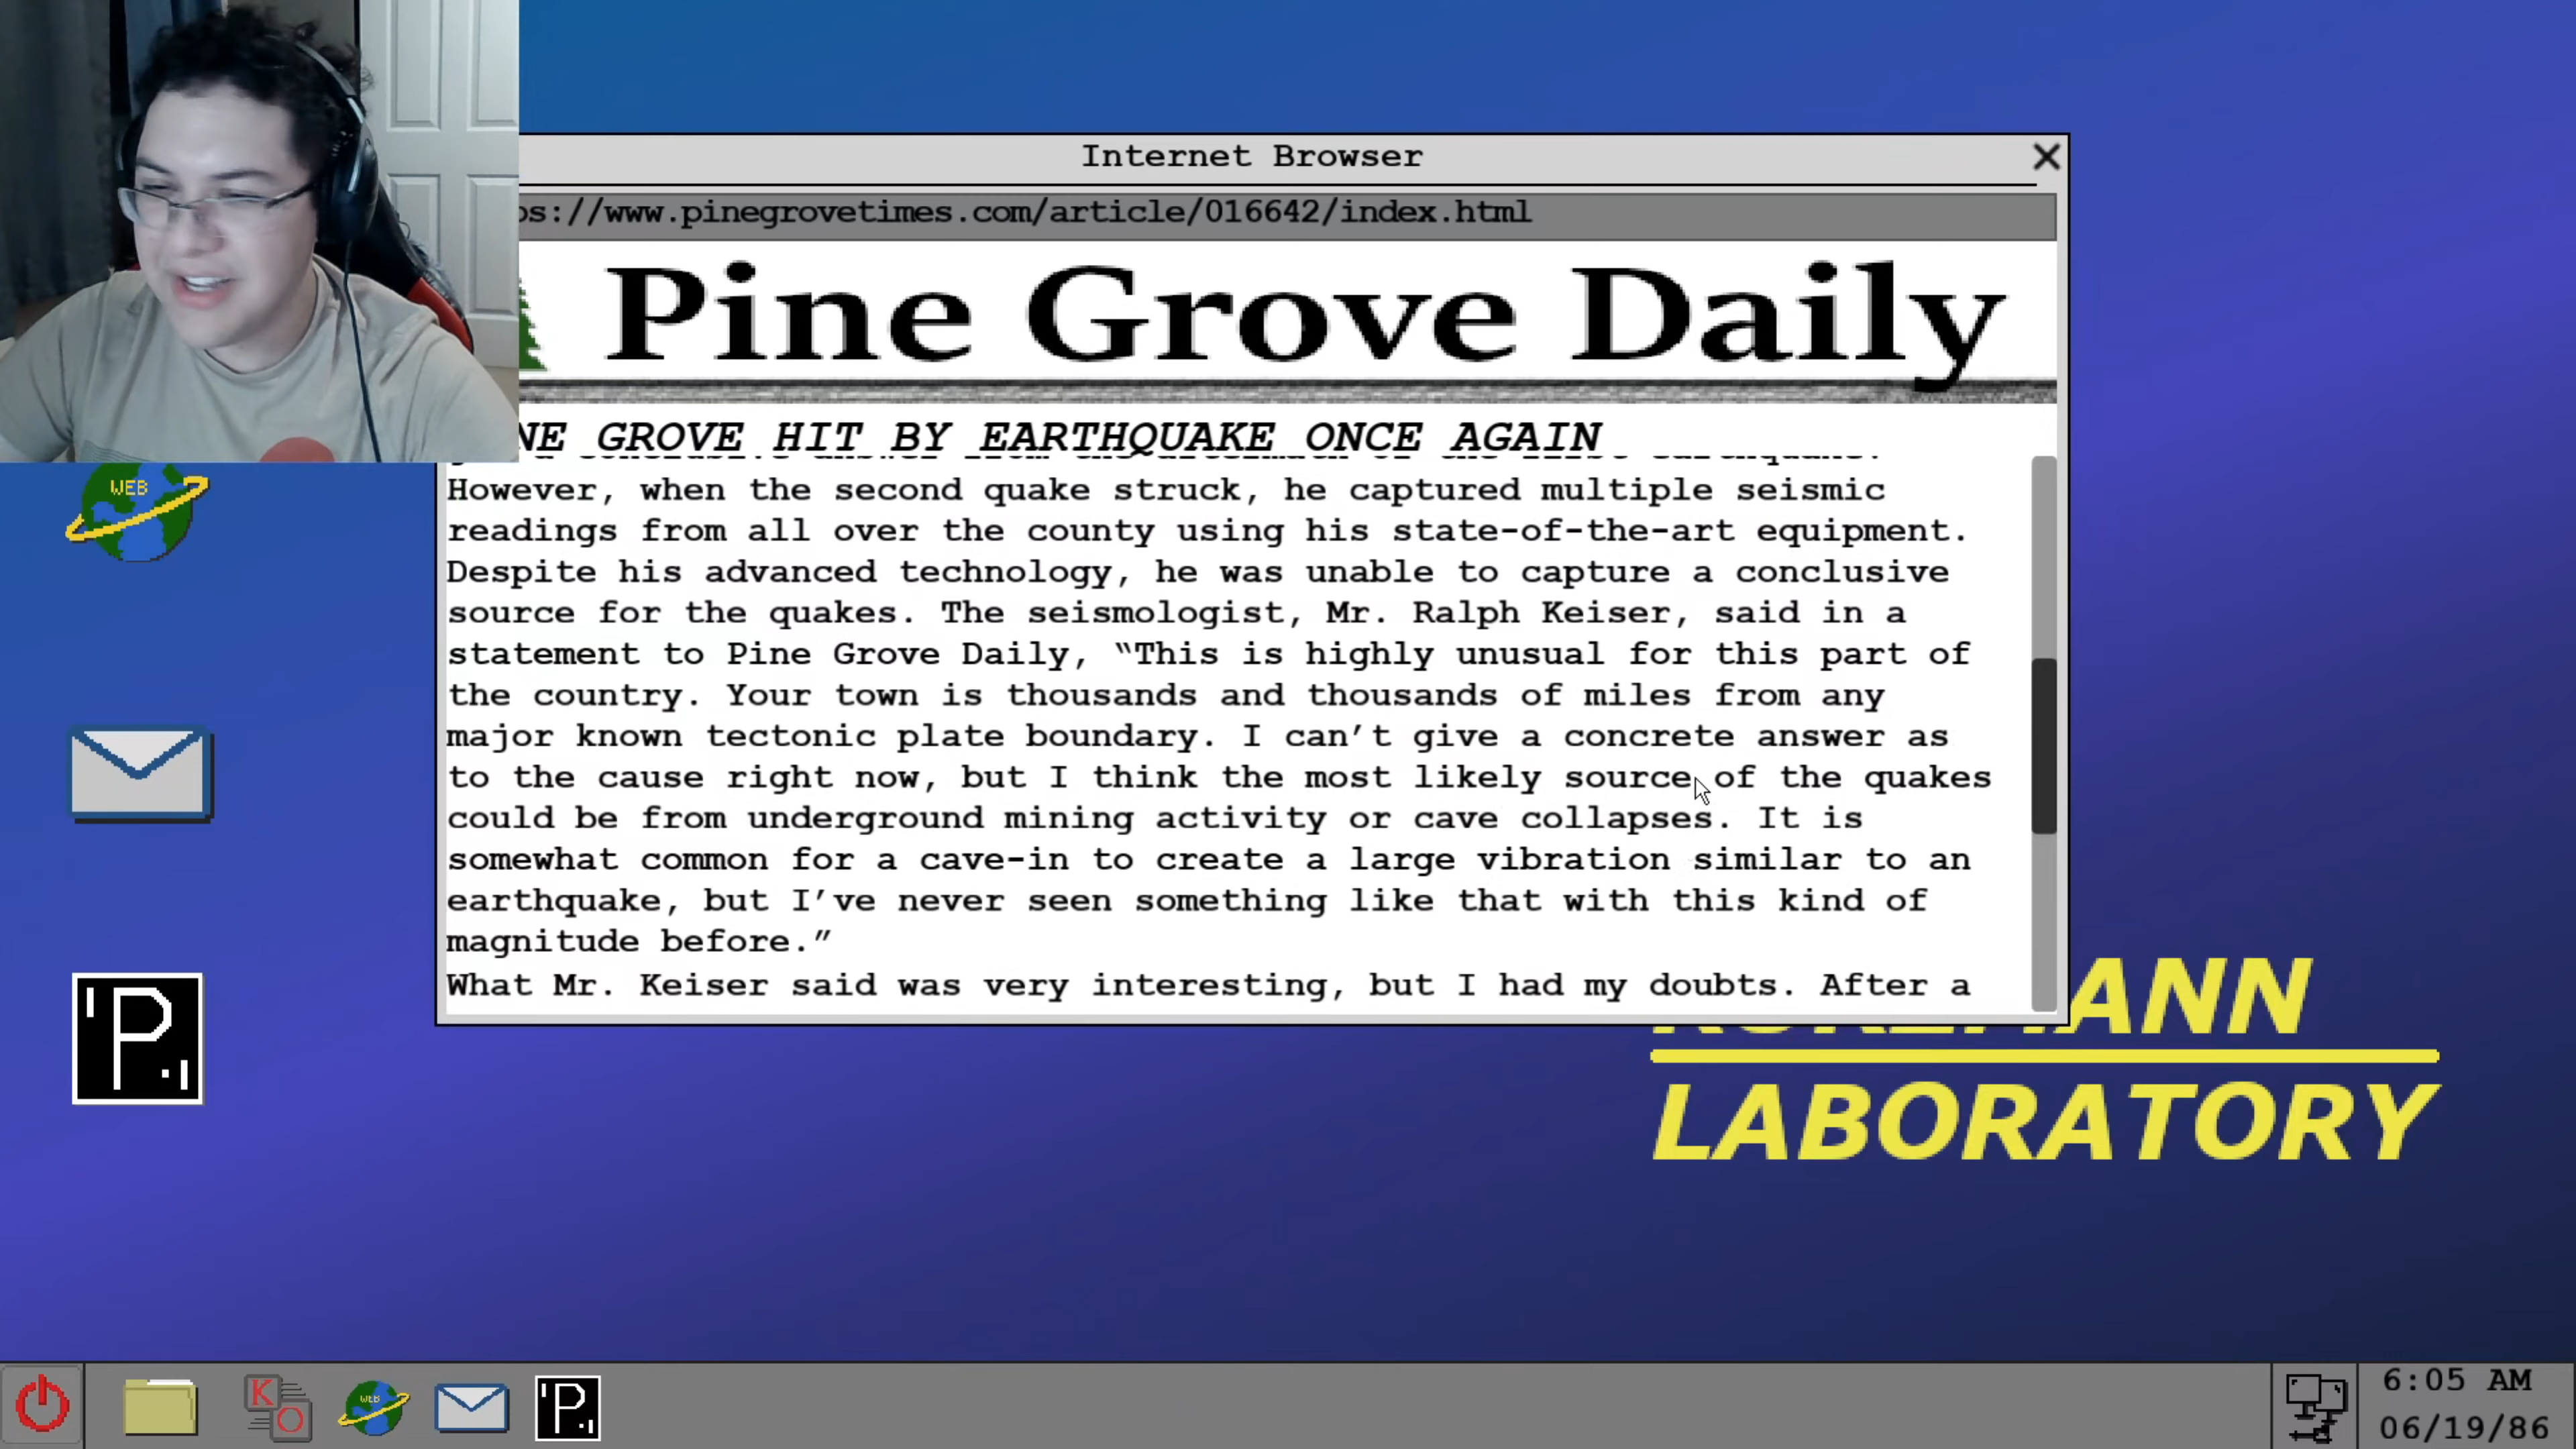 Internet Browser
ps://www.pinegrovetimes.com/article/016642/index.html
Pine Grove Daily
NE GROVE HIT BY EARTHQUAKE ONCE AGAIN
However, when the second quake struck, he captured multiple seismic
readings from all over the county using his state-of-the-art equipment.
Despite his advanced technology, he was unable to capture a conclusive
source for the quakes. The seismologist, Mr. Ralph Keiser, said in a
statement to Pine Grove Daily, “This is highly unusual for this part of
the country. Your town is thousands and thousands of miles from any
major known tectonic plate boundary. I can’t give a concrete answer as
to the cause right now, but I think the most likely source of the quakes
could be from underground mining activity or cave collapses. It is
somewhat common for a cave-in to create a large vibration similar to an
earthquake, but I’ve never seen something like that with this kind of
magnitude before.”
What Mr. Keiser said was very interesting, but I had my doubts. After a
WEB
'P.ı
ANN
LABORATORY
K
O
WEB
'P.ı
6:05 AM
06/19/86